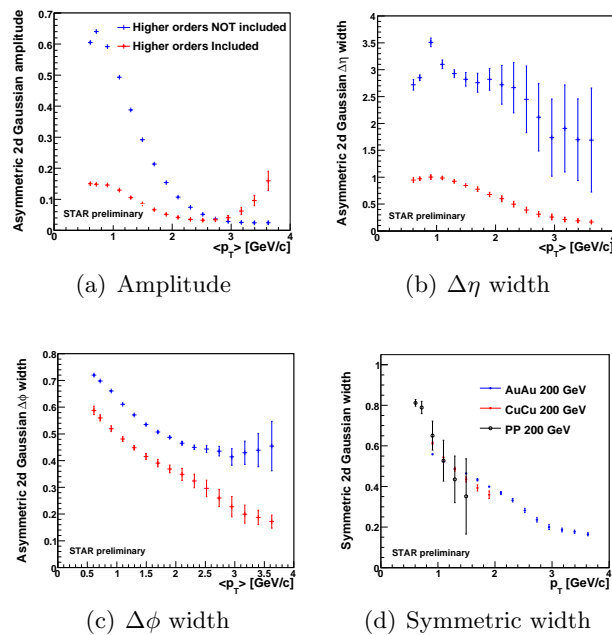 Asymmetric 2d Gaussian amplitude
0.7
0.6
0.5
0.4
0.3
0.2
0.1
0
Higher orders NOT included
Higher orders Included
STAR preliminary
0 1 2 3 4
<p_T> [GeV/c]
(a) Amplitude
Asymmetric 2d Gaussian Δη width
4
3.5
3
2.5
2
1.5
1
0.5
0
STAR preliminary
0 1 2 3
<p_T> [GeV/c]
(b) Δη width
Asymmetric 2d Gaussian Δϕ width
0.8
0.7
0.6
0.5
0.4
0.3
0.2
0.1
0
STAR preliminary
0.5 1 1.5 2 2.5 3 3.5 4
<p_T> [GeV/c]
(c) Δϕ width
Symmetric 2d Gaussian width
1
0.8
0.6
0.4
0.2
0
AuAu 200 GeV
CuCu 200 GeV
PP 200 GeV
STAR preliminary
0 1 2 3 4
p_T [GeV/c]
(d) Symmetric width